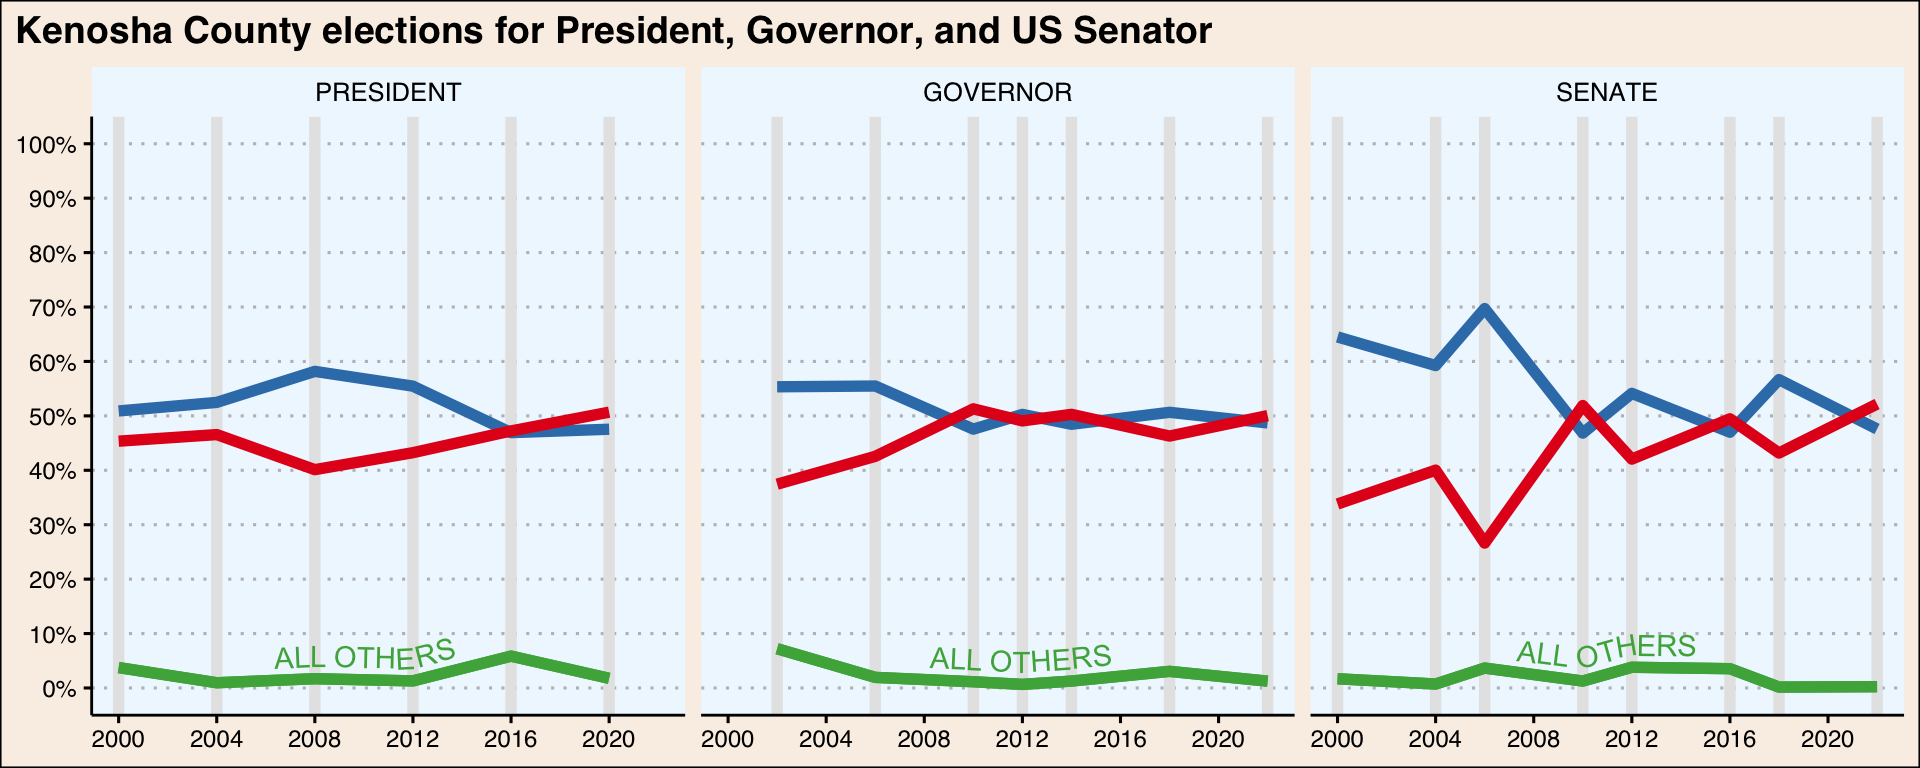 Kenosha County elections for President, Governor, and US Senator
PRESIDENT
GOVERNOR
SENATE
100%
90%
80%
70%
60%
50%
40%
30%
20%
10%
0%
ALL OTHERS
ALL OTHERS
ALL OTHERS
2000 2004 2008 2012 2016 2020
2000 2004 2008 2012 2016 2020
2000 2004 2008 2012 2016 2020